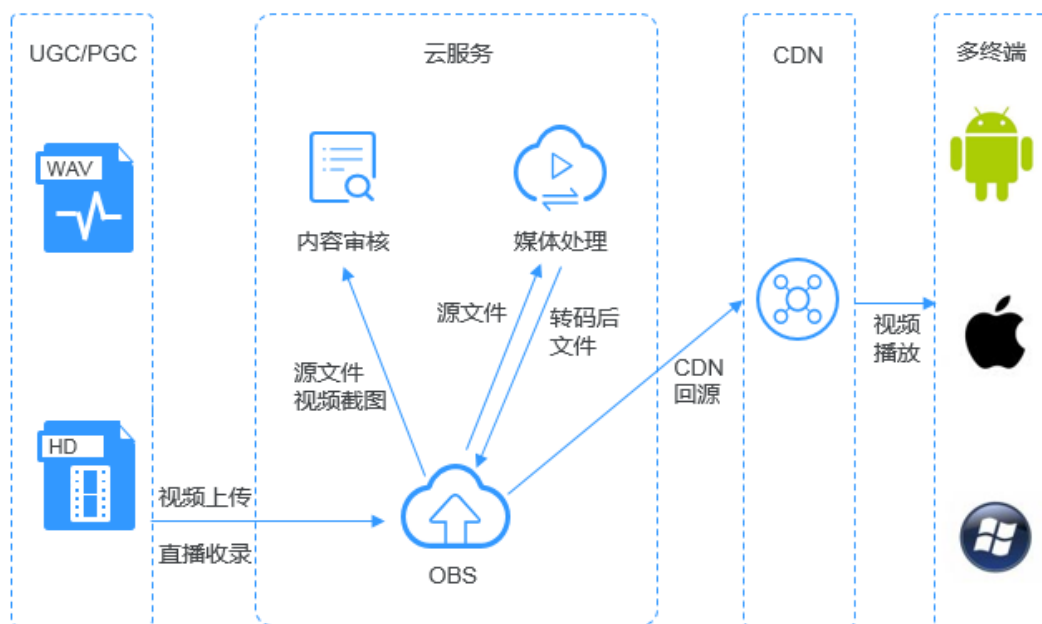 UGC/PGC
云服务
CDN
多终端
WAV
内容审核
媒体处理
源文件
转码后
文件
视频
播放
源文件
视频截图
CDN
回源
HD
视频上传
直播收录
OBS